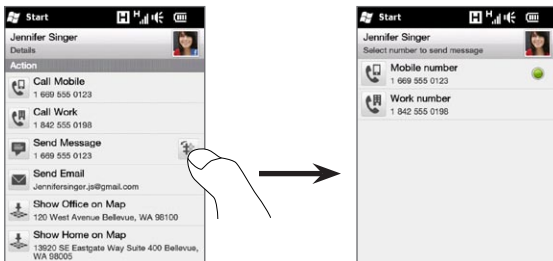 Start
H
Jennifer Singer
Details
Action
Call Mobile
1 669 555 0123
Call Work
1 842 555 0198
Send Message
1 669 555 0123
Send Email
Jennifersinger.js@gmail.com
Show Office on Map
120 West Avenue Bellevue, WA 98100
Show Home on Map
13920 SE Eastgate Way Suite 400 Bellevue,
WA 98005
Start
H
Jennifer Singer
Select number to send message
Mobile number
1 669 555 0123
Work number
1 842 555 0198